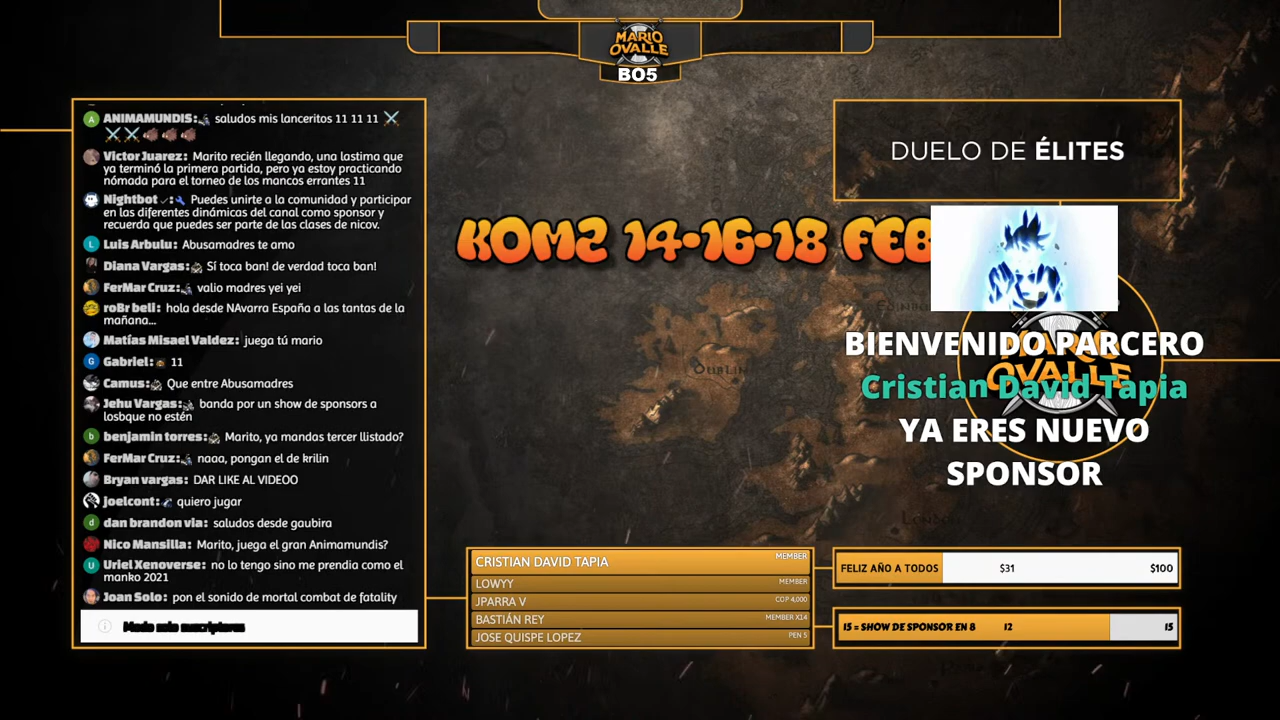 MARIO
OVALLE
BO5
ANIMAMUNDIS: saludos mis lanceritos 11 11 11
Victor Juarez: Marito recién llegando, una lastima que
ya terminó la primera partida, pero ya estoy practicando
nómada para el torneo de los mancos errantes 11
Nightbot: Puedes unirte a la comunidad y participar
en las diferentes dinámicas del canal como sponsor y
recuerda que puedes ser parte de las clases de nicov.
L Luis Arbulu: Abusamadres te amo
Diana Vargas: Sí toca ban! de verdad toca ban!
FerMar Cruz: valio madres yei yei
roBr beli: hola desde NAvarra España a las tantas de la
mañana...
Matías Misael Valdez: juega tú mario
G Gabriel: 11
Camus: Que entre Abusamadres
Jehu Vargas: banda por un show de sponsors a
losbque no estén
b benjamin torres: Marito, ya mandas tercer llistado?
FerMar Cruz: naaa, pongan el de krilin
Bryan vargas: DAR LIKE AL VIDEOO
joelcont: quiero jugar
d dan brandon via: saludos desde gaubira
Nico Mansilla: Marito, juega el gran Animamundis?
U Uriel Xenoverse: no lo tengo sino me prendia como el
manko 2021
Joan Solo: pon el sonido de mortal combat de fatality
Modo solo suscriptores
KOM2 14•16•18 FEB
DUBLIN
DUELO DE ÉLITES
BIENVENIDO PARCERO
Cristian David Tapia
YA ERES NUEVO
SPONSOR
MARIO
OVALLE
CRISTIAN DAVID TAPIA MEMBER
LOWYY MEMBER
JPARRA V COP 4,000
BASTIÁN REY MEMBER X14
JOSE QUISPE LOPEZ PEN 5
FELIZ AÑO A TODOS $31 $100
15 = SHOW DE SPONSOR EN 8 12 15